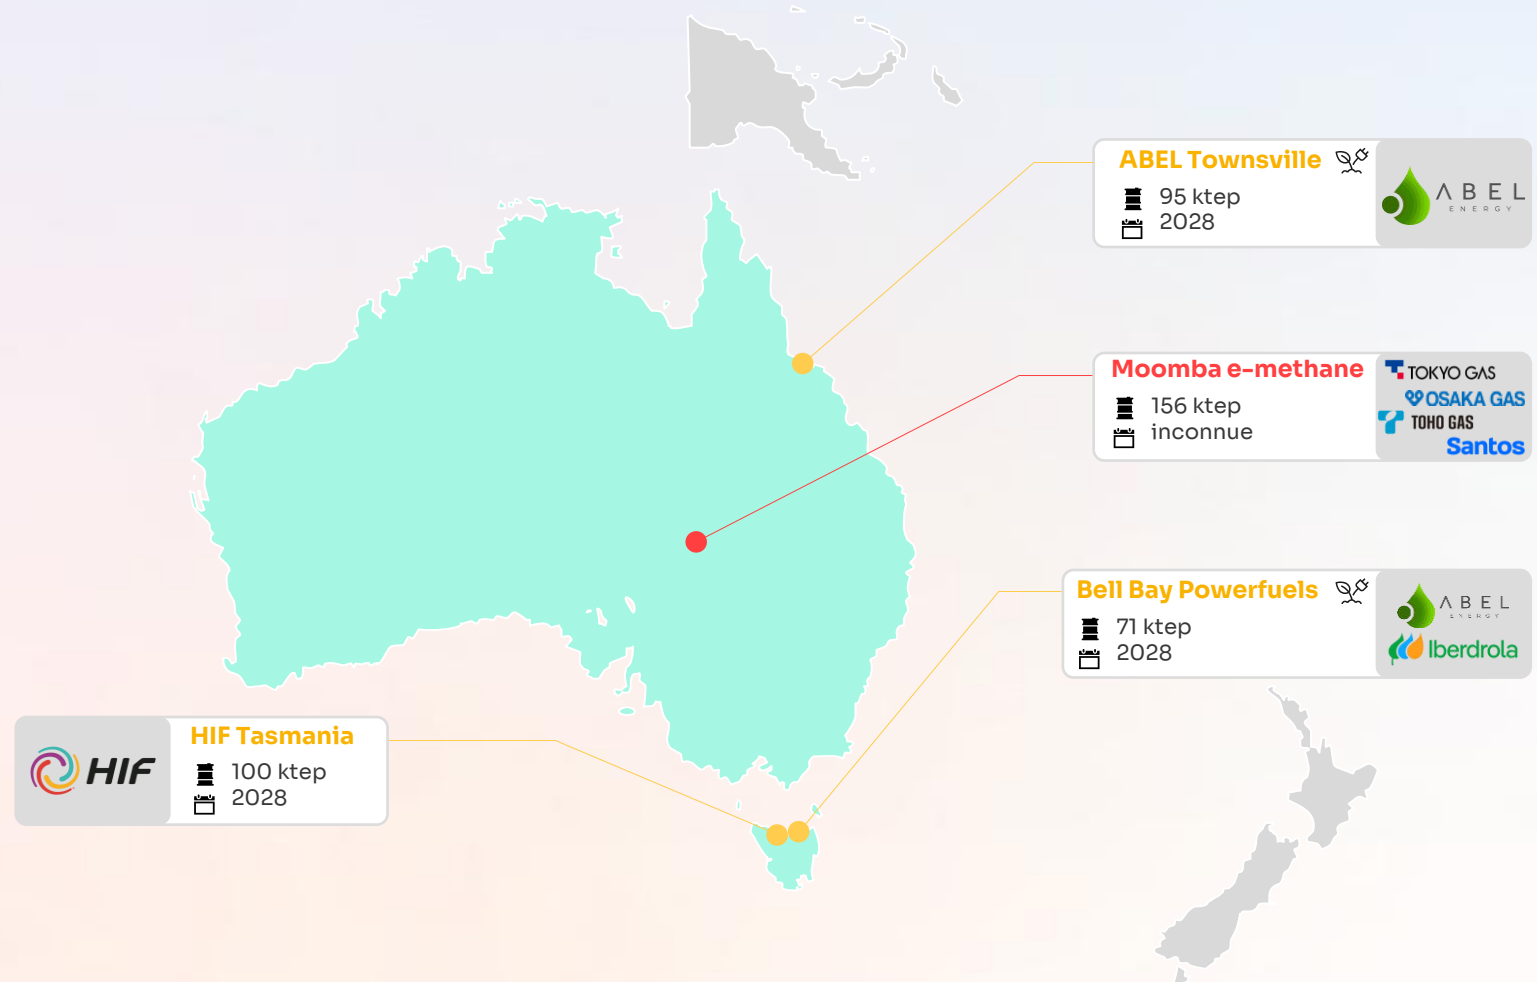 ABEL Townsville
95 ktep
2028
ABEL
ENERGY
Moomba e-methane
156 ktep
inconnue
TOKYO GAS
OSAKA GAS
TOHO GAS
Santos
Bell Bay Powerfuels
71 ktep
2028
ABEL
ENERGY
Iberdrola
HIF
HIF Tasmania
100 ktep
2028